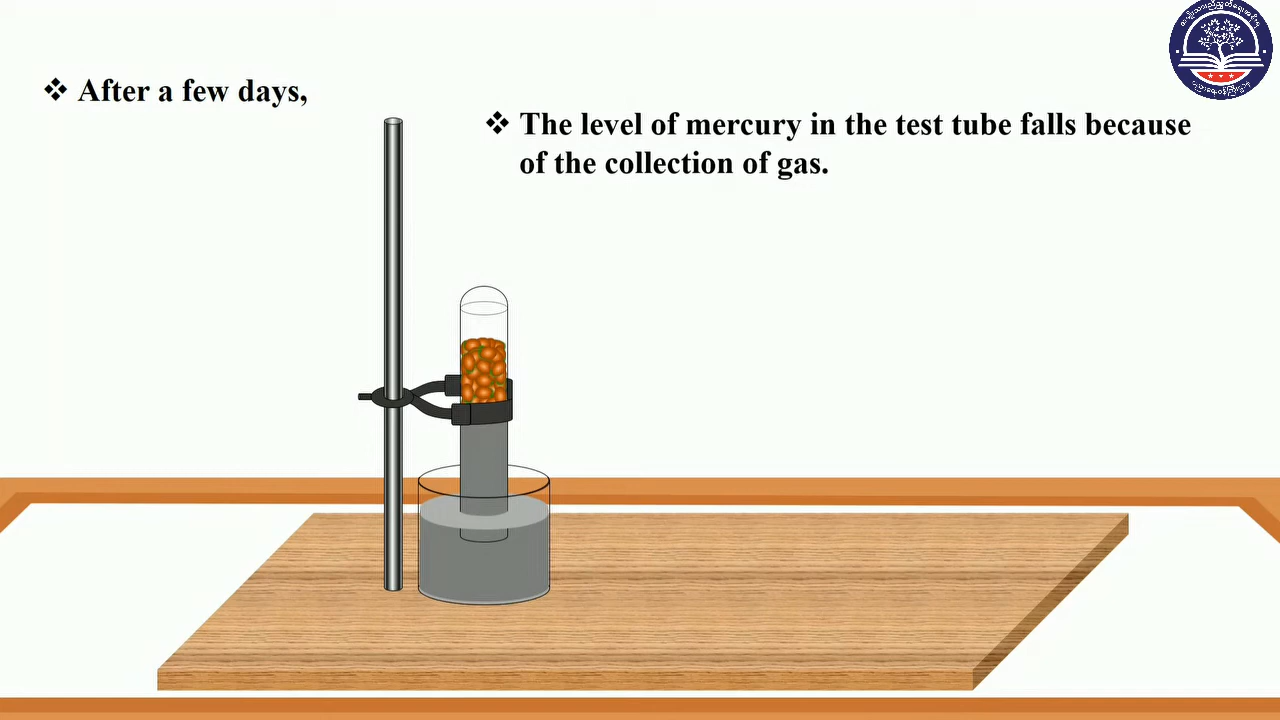 ❖ After a few days,
❖ The level of mercury in the test tube falls because
of the collection of gas.